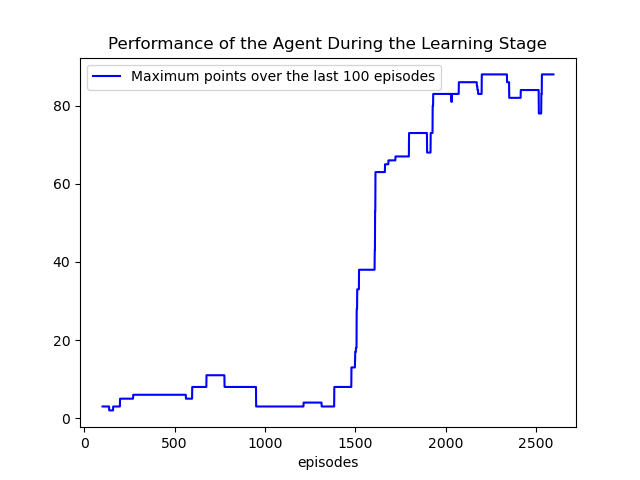 Performance of the Agent During the Learning Stage
Maximum points over the last 100 episodes
80
60
40
20
0
0 500 1000 1500 2000 2500
episodes